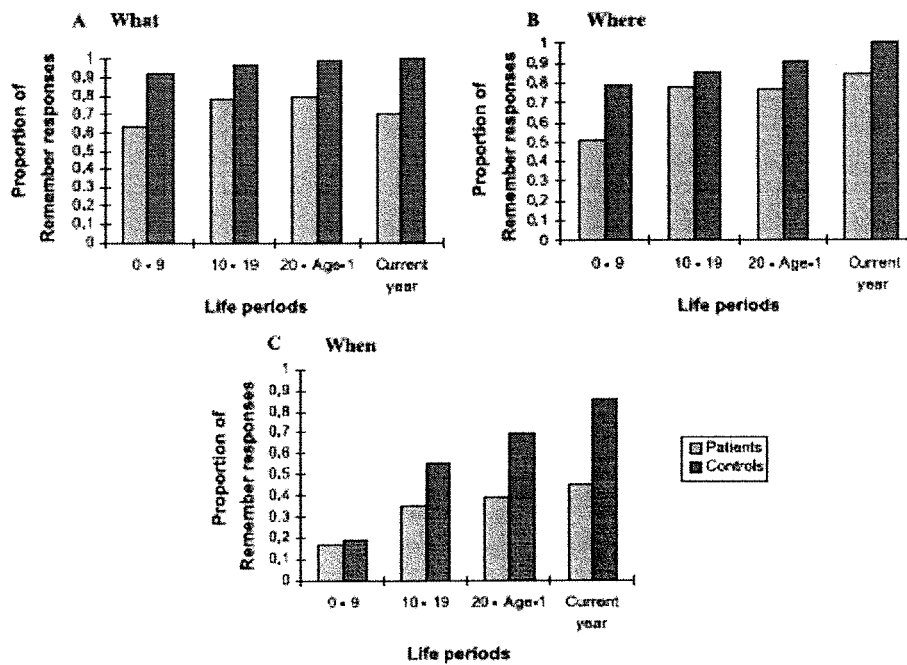 A What
Proportion of
Remember responses
1
0,9
0,8
0,7
0,6
0,5
0,4
0,3
0,2
0,1
0
0 - 9
10 - 19
20 - Age-1
Current
year
Life periods
B Where
Proportion of
Remember responses
1
0,9
0,8
0,7
0,6
0,5
0,4
0,3
0,2
0,1
0
0 - 9
10 - 19
20 - Age-1
Current
year
Life periods
C When
Proportion of
Remember responses
1
0,9
0,8
0,7
0,6
0,5
0,4
0,3
0,2
0,1
0
0 - 9
10 - 19
20 - Age-1
Current
year
Life periods
Patients
Controls